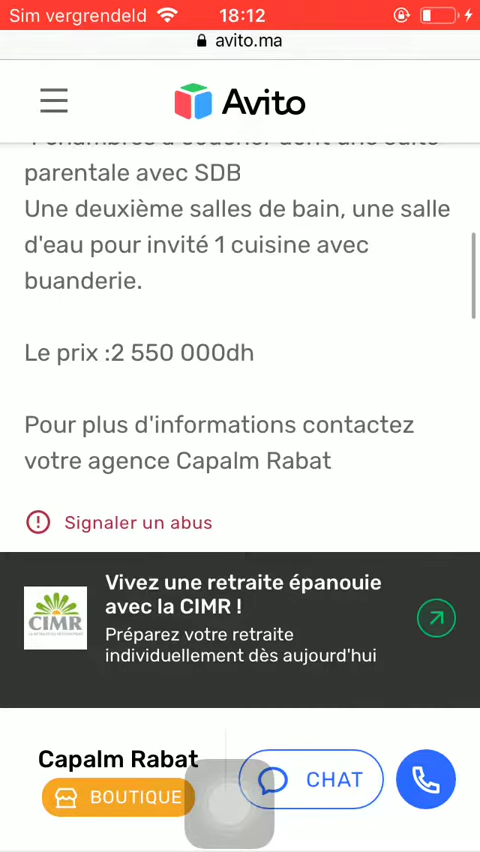 Sim vergrendeld
18:12
avito.ma
Avito
parentale avec SDB
Une deuxième salles de bain, une salle
d'eau pour invité 1 cuisine avec
buanderie.
Le prix :2 550 000dh
Pour plus d'informations contactez
votre agence Capalm Rabat
Signaler un abus
CIMR
Vivez une retraite épanouie
avec la CIMR !
Préparez votre retraite
individuellement dès aujourd'hui
Capalm Rabat
BOUTIQUE
CHAT